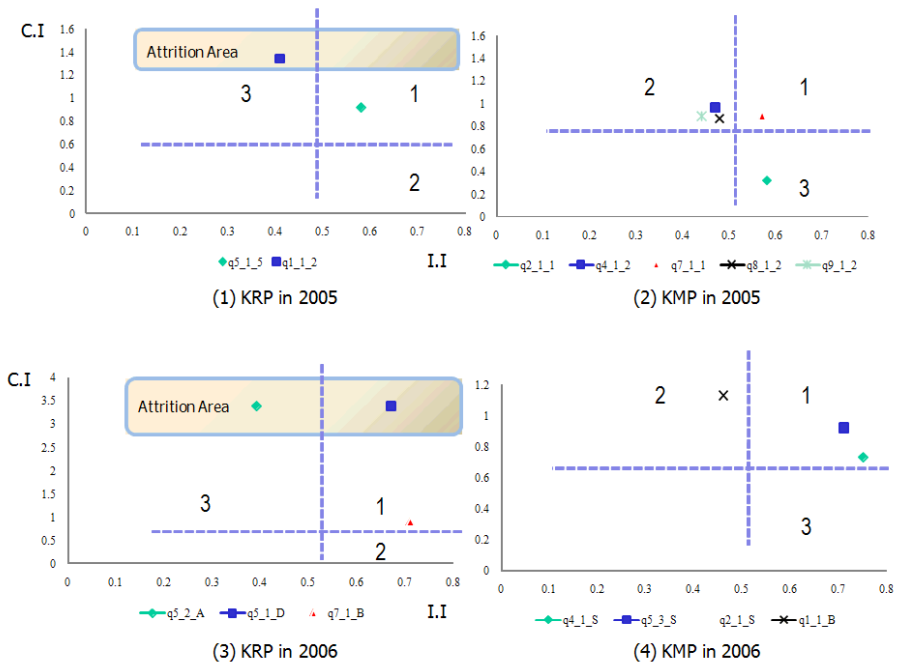 C.I
1.6
1.4
1.2
1
0.8
0.6
0.4
0.2
0
Attrition Area
3
1
2
0 0.1 0.2 0.3 0.4 0.5 0.6 0.7 0.8
q5_1_5 q1_1_2
I.I
(1) KRP in 2005
1.6
1.4
1.2
1
0.8
0.6
0.4
0.2
0
2
1
3
0 0.1 0.2 0.3 0.4 0.5 0.6 0.7 0.8
q2_1_1 q4_1_2 q7_1_1 q8_1_2 q9_1_2
(2) KMP in 2005
C.I
4
3.5
3
2.5
2
1.5
1
0.5
0
Attrition Area
3
1
2
0 0.1 0.2 0.3 0.4 0.5 0.6 0.7 0.8
q5_2_A q5_1_D q7_1_B
I.I
(3) KRP in 2006
1.2
1
0.8
0.6
0.4
0.2
0
2
1
3
0 0.1 0.2 0.3 0.4 0.5 0.6 0.7 0.8
q4_1_S q5_3_S q2_1_S q1_1_B
(4) KMP in 2006